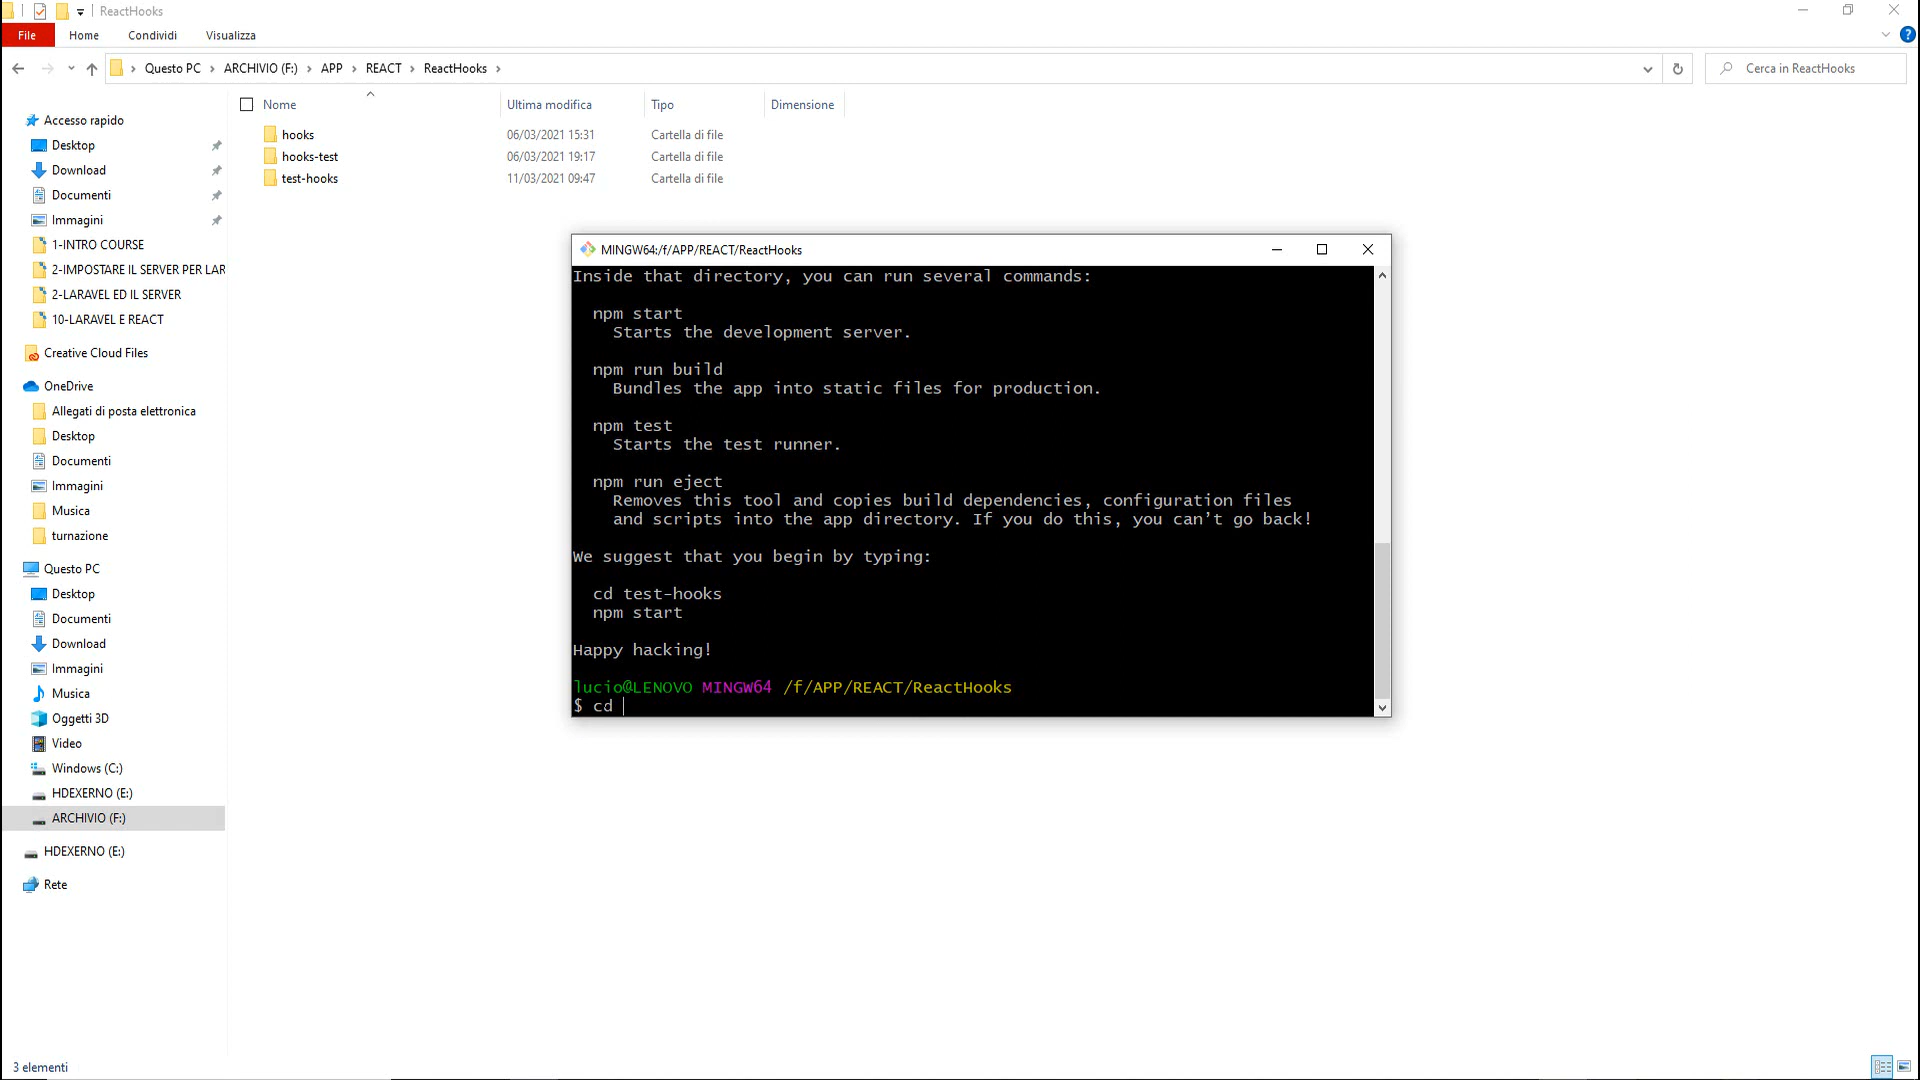 ReactHooks
File Home Condividi Visualizza
Questo PC ARCHIVIO (F:) APP REACT ReactHooks
Cerca in ReactHooks
Nome Ultima modifica Tipo Dimensione
hooks 06/03/2021 15:31 Cartella di file
hooks-test 06/03/2021 19:17 Cartella di file
test-hooks 11/03/2021 09:47 Cartella di file
Accesso rapido
Desktop
Download
Documenti
Immagini
1-INTRO COURSE
2-IMPOSTARE IL SERVER PER LAR
2-LARAVEL ED IL SERVER
10-LARAVEL E REACT
Creative Cloud Files
OneDrive
Allegati di posta elettronica
Desktop
Documenti
Immagini
Musica
turnazione
Questo PC
Desktop
Documenti
Download
Immagini
Musica
Oggetti 3D
Video
Windows (C:)
HDEXERNO (E:)
ARCHIVIO (F:)
HDEXERNO (E:)
Rete
3 elementi
MINGW64:/f/APP/REACT/ReactHooks
Inside that directory, you can run several commands:
npm start
Starts the development server.
npm run build
Bundles the app into static files for production.
npm test
Starts the test runner.
npm run eject
Removes this tool and copies build dependencies, configuration files
and scripts into the app directory. If you do this, you can’t go back!
We suggest that you begin by typing:
cd test-hooks
npm start
Happy hacking!
lucio@LENOVO MINGW64 /f/APP/REACT/ReactHooks
$ cd